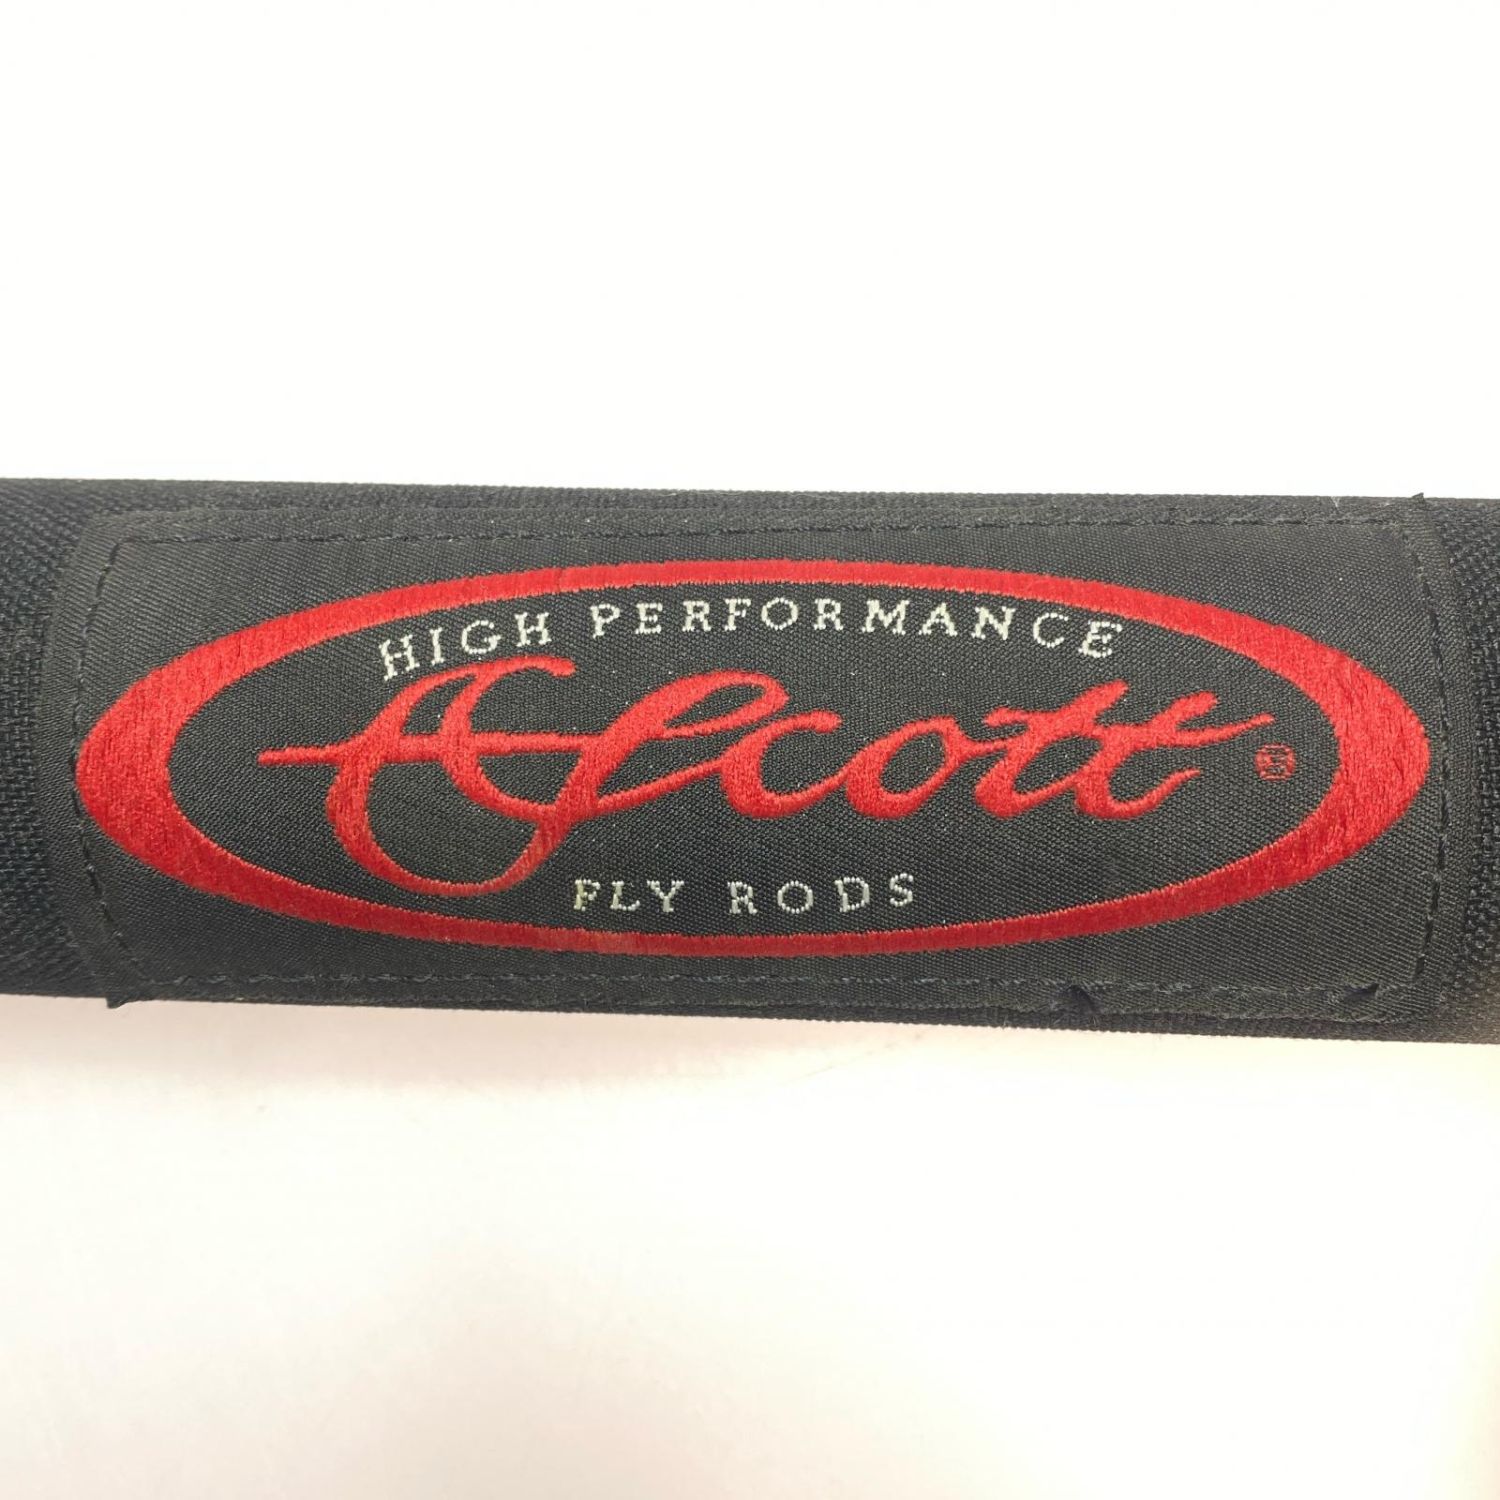 HIGH PERFORMANCE
Scott ®
FLY RODS